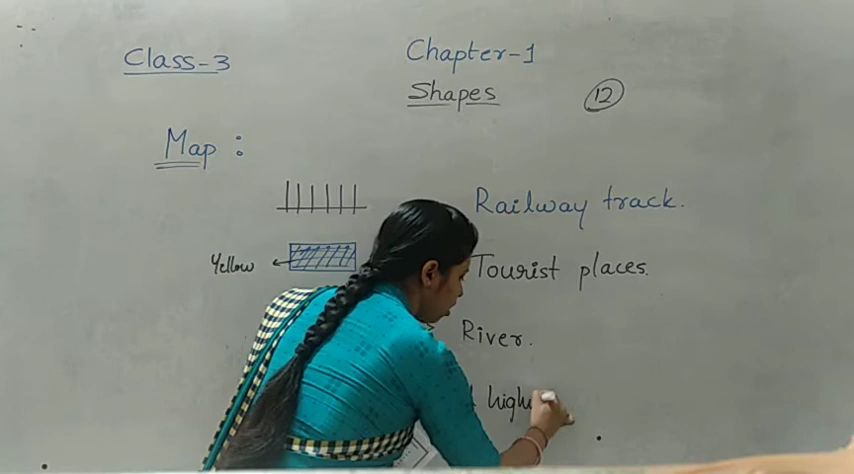 Class-3
Chapter-1
Shapes
12
Map :
Railway track.
Yellow
Tourist places.
River.